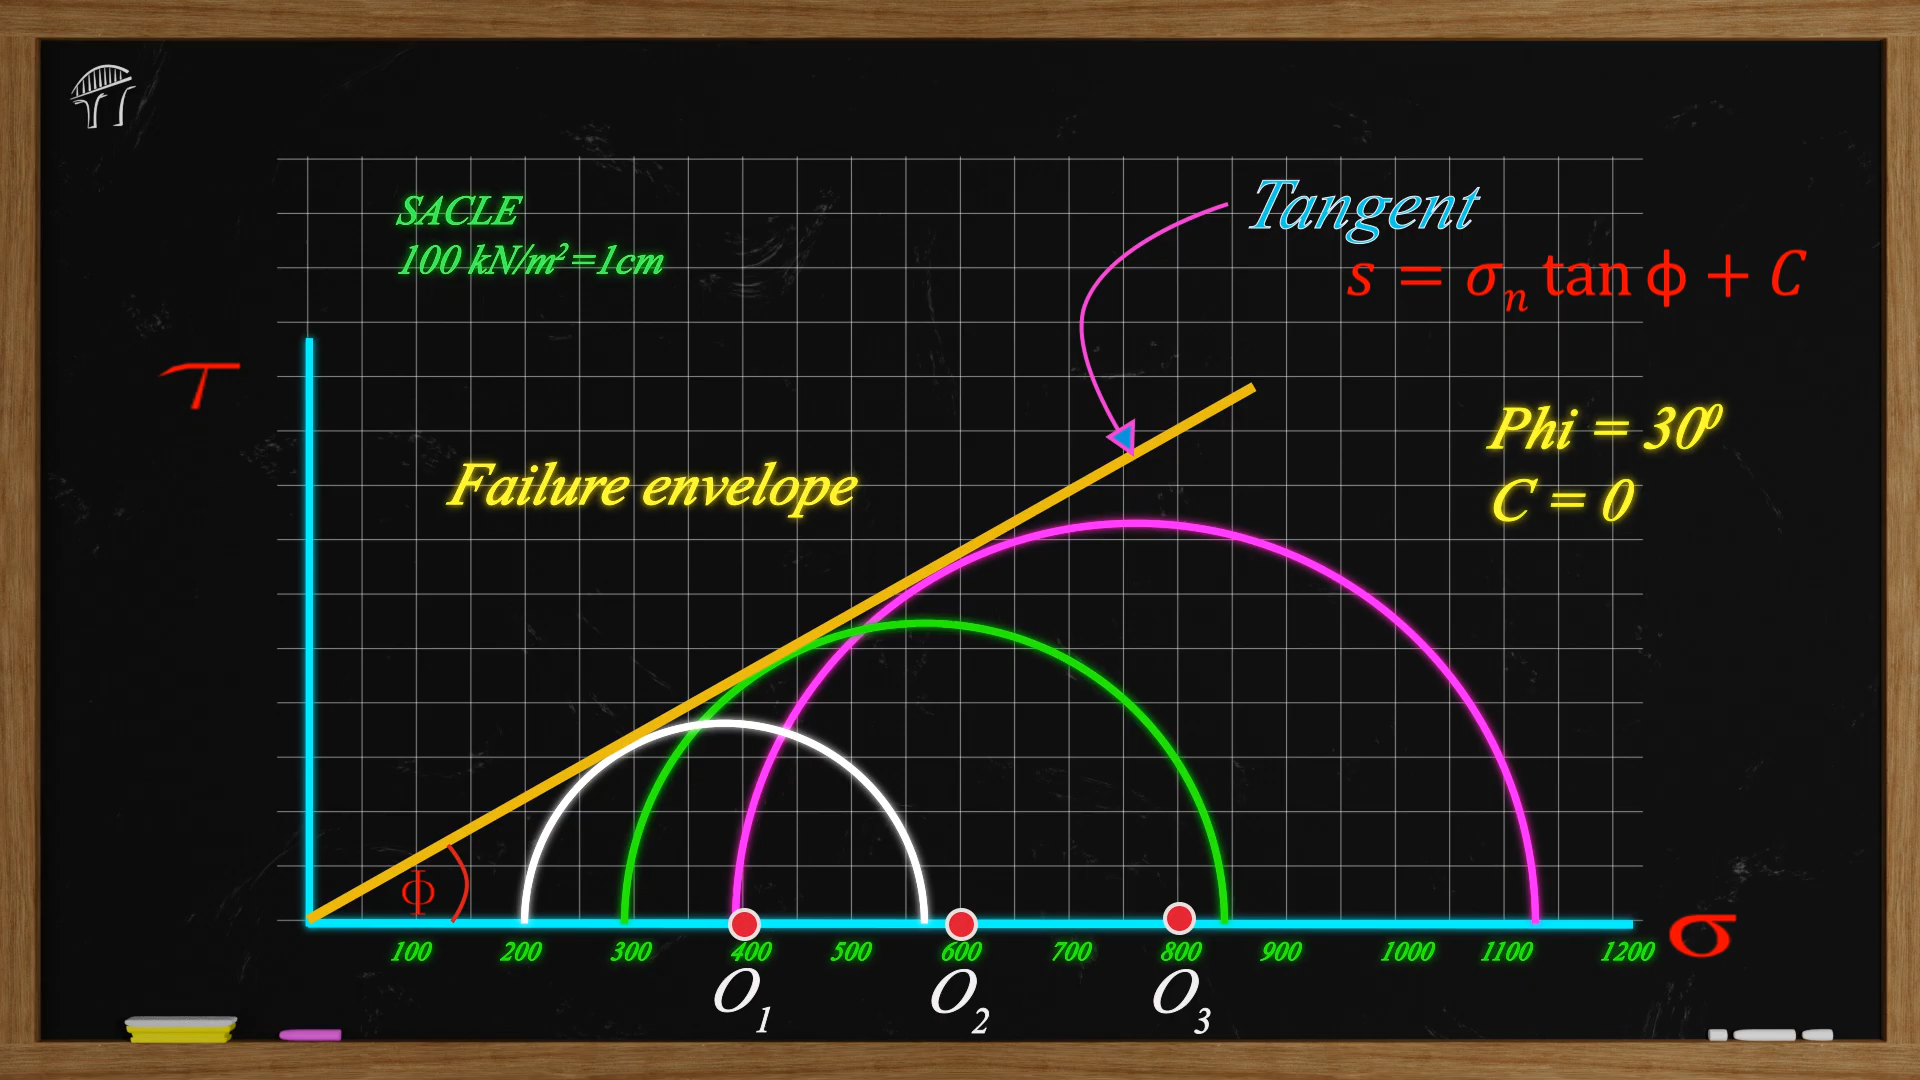 SACLE
100 kN/m²=1cm
Tangent
s = σₙ tan ϕ + C
τ
Failure envelope
Phi = 30⁰
C = 0
ϕ
σ
100 200 300 400 500 600 700 800 900 1000 1100 1200
O₁ O₂ O₃